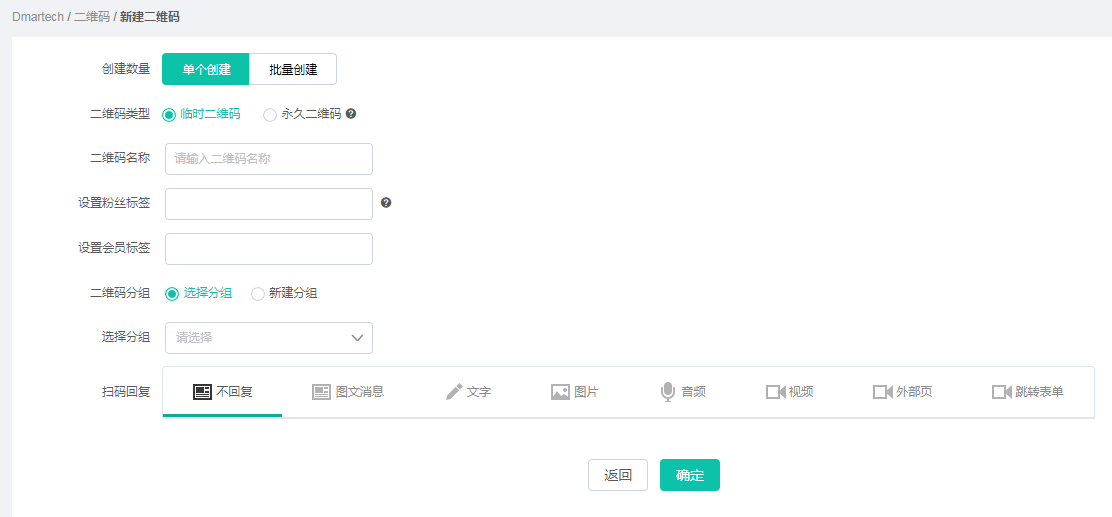 Dmartech / 二维码 / 新建二维码
创建数量 单个创建 批量创建
二维码类型 临时二维码 永久二维码 ?
二维码名称 请输入二维码名称
设置粉丝标签 ?
设置会员标签
二维码分组 选择分组 新建分组
选择分组 请选择
扫码回复 不回复 图文消息 文字 图片 音频 视频 外部页 跳转表单
返回 确定